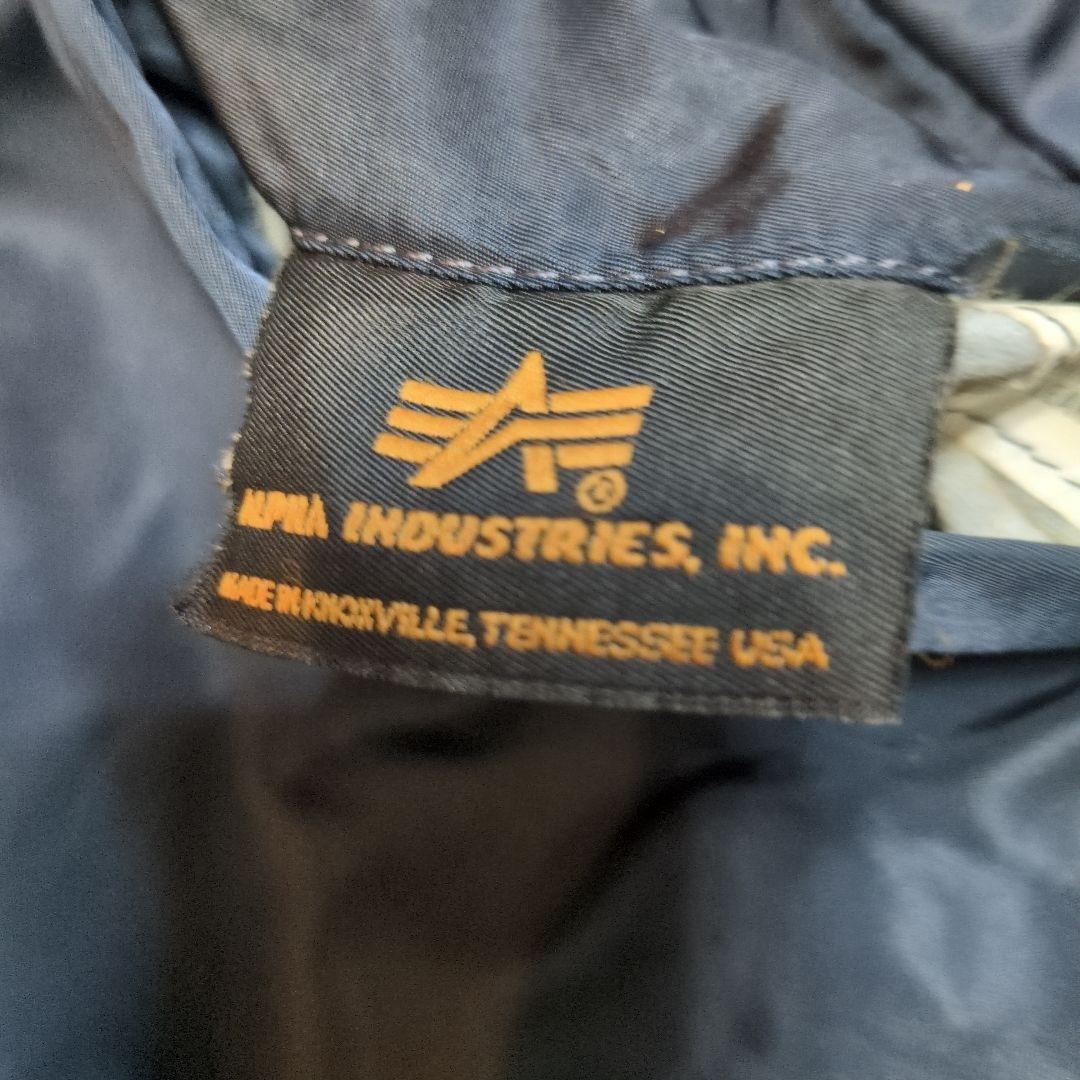 ®
ALPHA INDUSTRIES, INC.
MADE IN KNOXVILLE, TENNESSEE USA